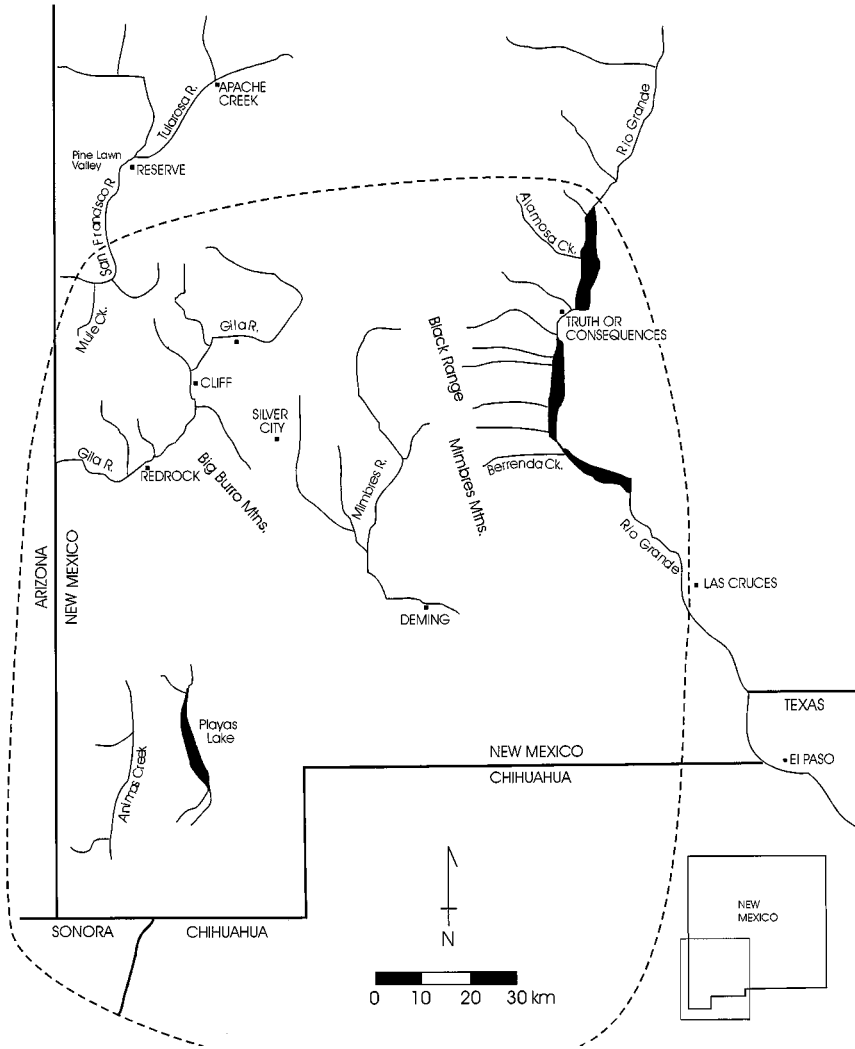 APACHE
CREEK
Tularosa R.
Rio Grande
Pine Lawn
Valley
RESERVE
San Francisco R.
Alamosa Ck.
Mule Ck.
Gila R.
TRUTH OR
CONSEQUENCES
Black Range
CLIFF
SILVER
CITY
Gila R.
REDROCK
Big Burro Mtns.
Mimbres R.
Mimbres Mtns.
Berrenda Ck.
Rio Grande
ARIZONA
NEW MEXICO
LAS CRUCES
DEMING
Playas
Lake
Animas Creek
TEXAS
NEW MEXICO
CHIHUAHUA
El PASO
SONORA
CHIHUAHUA
N
0 10 20 30 km
NEW
MEXICO